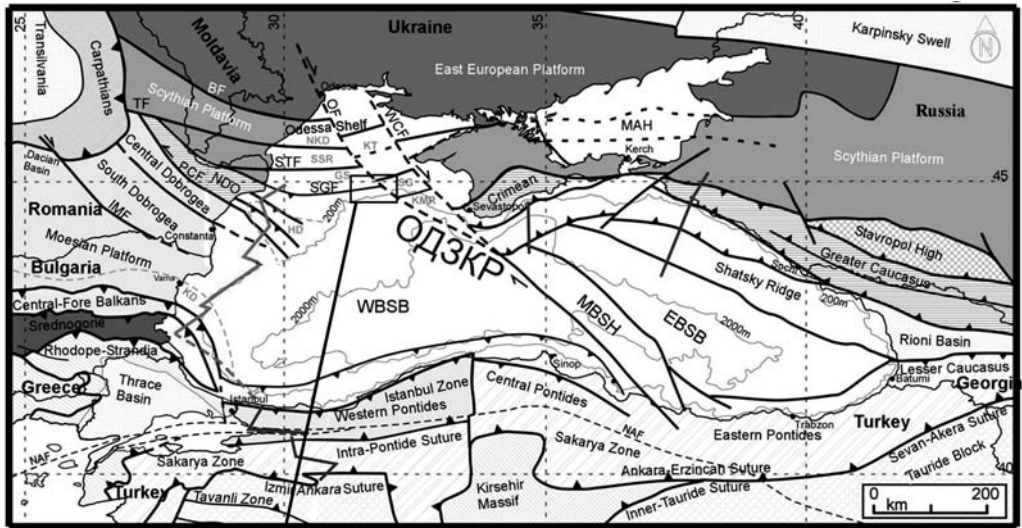 25
30
35
40
Transilvania
Carpathians
Moldavia
Ukraine
Karpinsky Swell
N
East European Platform
Odessa
BF
Scythian Platform
TF
OF
WCF
Odessa Shelf
NKD
KT
MAH
Russia
STF
SSR
Kerch
Scythian Platform
Dacian
Basin
Central Dobrogea
PCF
NDO
GS
SGF
SG
KMR
Crimean
Sevastopol
45
South Dobrogea
IMF
Romania
Constanta
HD
200m
ОДЗКР
Stavropol High
Greater Caucasus
Moesian Platform
Bulgaria
Varna
KD
Sochi
Shatsky Ridge
200m
Central-Fore Balkans
2000m
WBSB
MBSH
EBSB
2000m
Srednogone
Rioni Basin
Rhodope-Strandja
Sinop
Lesser Caucasus
Batumi
Greece
Thrace
Basin
Istanbul
Istanbul Zone
Western Pontides
Central Pontides
Georgia
Trabzon
Turkey
Eastern Pontides
NAF
NAF
Intra-Pontide Suture
Sakarya Zone
Sakarya Zone
Sevan-Akera Suture
Tauride Block
Ankara-Erzincan Suture
40
Turkey
Izmir Ankara Suture
Tavanli Zone
Kirsehir
Massif
Inner-Tauride Suture
0 200
km